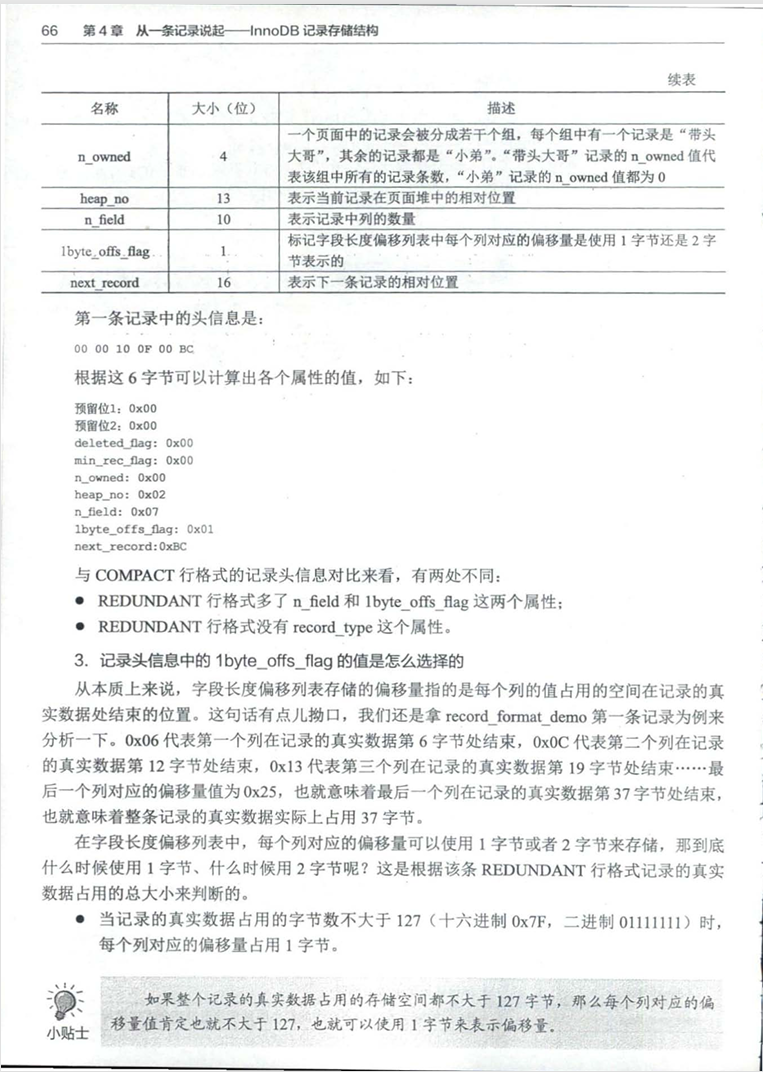 66 第 4 章 从一条记录说起——InnoDB 记录存储结构
续表
名称 大小（位） 描述
n_owned 4 一个页面中的记录会被分成若干个组，每个组中有一个记录是“带头
大哥”，其余的记录都是“小弟”。“带头大哥”记录的 n_owned 值代
表该组中所有的记录条数，“小弟”记录的 n_owned 值都为 0
heap_no 13 表示当前记录在页面堆中的相对位置
n_field 10 表示记录中列的数量
1byte_offs_flag 1 标记字段长度偏移列表中每个列对应的偏移量是使用 1 字节还是 2 字
节表示的
next_record 16 表示下一条记录的相对位置
第一条记录中的头信息是：
00 00 10 0F 00 BC
根据这 6 字节可以计算出各个属性的值，如下：
预留位1：0x00
预留位2：0x00
deleted_flag: 0x00
min_rec_flag: 0x00
n_owned: 0x00
heap_no: 0x02
n_field: 0x07
1byte_offs_flag: 0x01
next_record:0xBC
与 COMPACT 行格式的记录头信息对比来看，有两处不同：
● REDUNDANT 行格式多了 n_field 和 1byte_offs_flag 这两个属性；
● REDUNDANT 行格式没有 record_type 这个属性。
3．记录头信息中的 1byte_offs_flag 的值是怎么选择的
从本质上来说，字段长度偏移列表存储的偏移量指的是每个列的值占用的空间在记录的真
实数据处结束的位置。这句话有点儿拗口，我们还是拿 record_format_demo 第一条记录为例来
分析一下。0x06 代表第一个列在记录的真实数据第 6 字节处结束，0x0C 代表第二个列在记录
的真实数据第 12 字节处结束，0x13 代表第三个列在记录的真实数据第 19 字节处结束……最
后一个列对应的偏移量值为 0x25，也就意味着最后一个列在记录的真实数据第 37 字节处结束，
也就意味着整条记录的真实数据实际上占用 37 字节。
在字段长度偏移列表中，每个列对应的偏移量可以使用 1 字节或者 2 字节来存储，那到底
什么时候使用 1 字节、什么时候用 2 字节呢？这是根据该条 REDUNDANT 行格式记录的真实
数据占用的总大小来判断的。
● 当记录的真实数据占用的字节数不大于 127（十六进制 0x7F，二进制 01111111）时，
每个列对应的偏移量占用 1 字节。
如果整个记录的真实数据占用的存储空间都不大于 127 字节，那么每个列对应的偏
移量值肯定也就不大于 127，也就可以使用 1 字节来表示偏移量。
小贴士